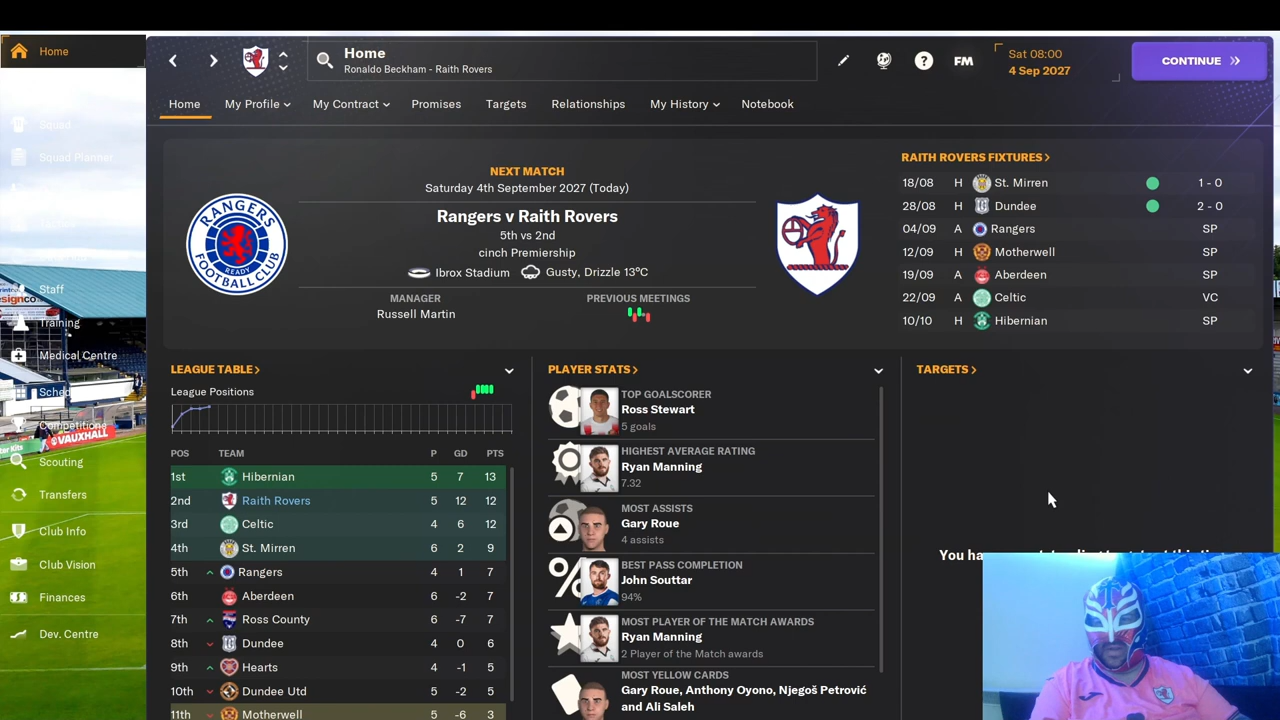 Home
Home
Ronaldo Beckham - Raith Rovers
FM
Sat 08:00
4 Sep 2027
CONTINUE
Home
My Profile
My Contract
Promises
Targets
Relationships
My History
Notebook
Squad
Squad Planner
Staff
Training
Medical Centre
Competitions
VAUXHALL
Scouting
Transfers
Club Info
Club Vision
Finances
Dev. Centre
RANGERS
READY
FOOTBALL CLUB
NEXT MATCH
Saturday 4th September 2027 (Today)
Rangers v Raith Rovers
5th vs 2nd
cinch Premiership
Ibrox Stadium
Gusty, Drizzle 13ºC
MANAGER
Russell Martin
PREVIOUS MEETINGS
RAITH ROVERS FIXTURES >
18/08 H St. Mirren 1 - 0
28/08 H Dundee 2 - 0
04/09 A Rangers SP
12/09 H Motherwell SP
19/09 A Aberdeen SP
22/09 A Celtic VC
10/10 H Hibernian SP
LEAGUE TABLE >
League Positions
POS TEAM P GD PTS
1st Hibernian 5 7 13
2nd Raith Rovers 5 12 12
3rd Celtic 4 6 12
4th St. Mirren 6 2 9
5th Rangers 4 1 7
6th Aberdeen 6 -2 7
7th Ross County 6 -7 7
8th Dundee 4 0 6
9th Hearts 4 -1 5
10th Dundee Utd 5 -2 5
11th Motherwell 5 -6 3
PLAYER STATS >
TOP GOALSCORER
Ross Stewart
5 goals
HIGHEST AVERAGE RATING
Ryan Manning
7.32
MOST ASSISTS
Gary Roue
4 assists
BEST PASS COMPLETION
John Souttar
94%
MOST PLAYER OF THE MATCH AWARDS
Ryan Manning
2 Player of the Match awards
MOST YELLOW CARDS
Gary Roue, Anthony Oyono, Njegoš Petrović
and Ali Saleh
TARGETS >
You